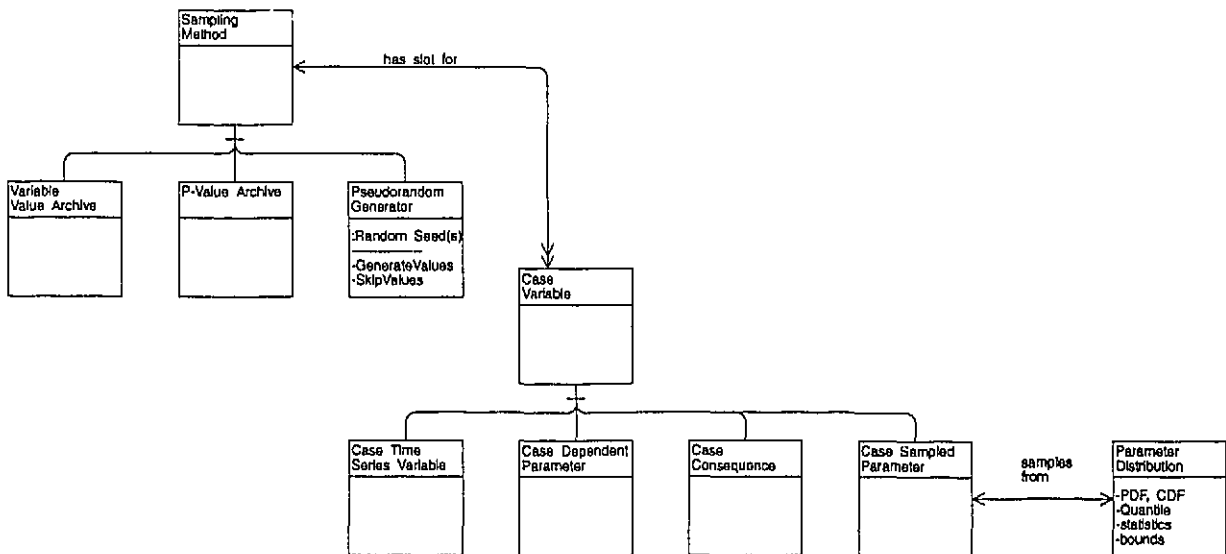 Sampling
Method
has slot for
Variable
Value Archive
P-Value Archive
Pseudorandom
Generator
:Random Seed(s)
-GenerateValues
-SkipValues
Case
Variable
Case Time
Series Variable
Case Dependent
Parameter
Case
Consequence
Case Sampled
Parameter
samples
from
Parameter
Distribution
-PDF, CDF
-Quantile
-statistics
-bounds